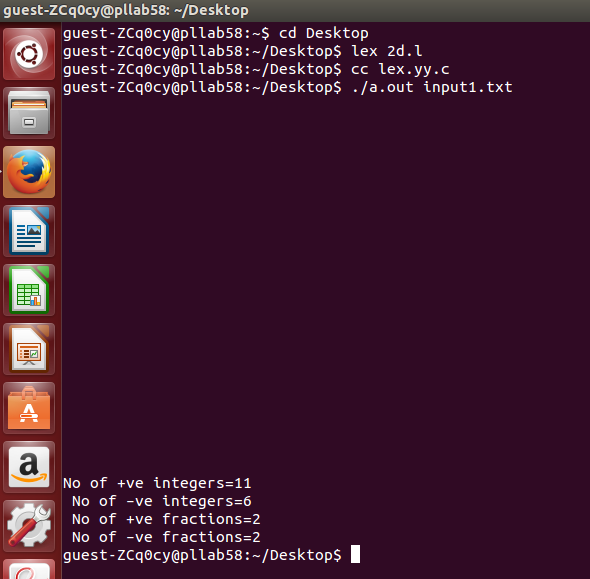 guest-ZCq0cy@pllab58: ~/Desktop
guest-ZCq0cy@pllab58:~$ cd Desktop
guest-ZCq0cy@pllab58:~/Desktop$ lex 2d.l
guest-ZCq0cy@pllab58:~/Desktop$ cc lex.yy.c
guest-ZCq0cy@pllab58:~/Desktop$ ./a.out input1.txt
No of +ve integers=11
No of -ve integers=6
No of +ve fractions=2
No of -ve fractions=2
guest-ZCq0cy@pllab58:~/Desktop$